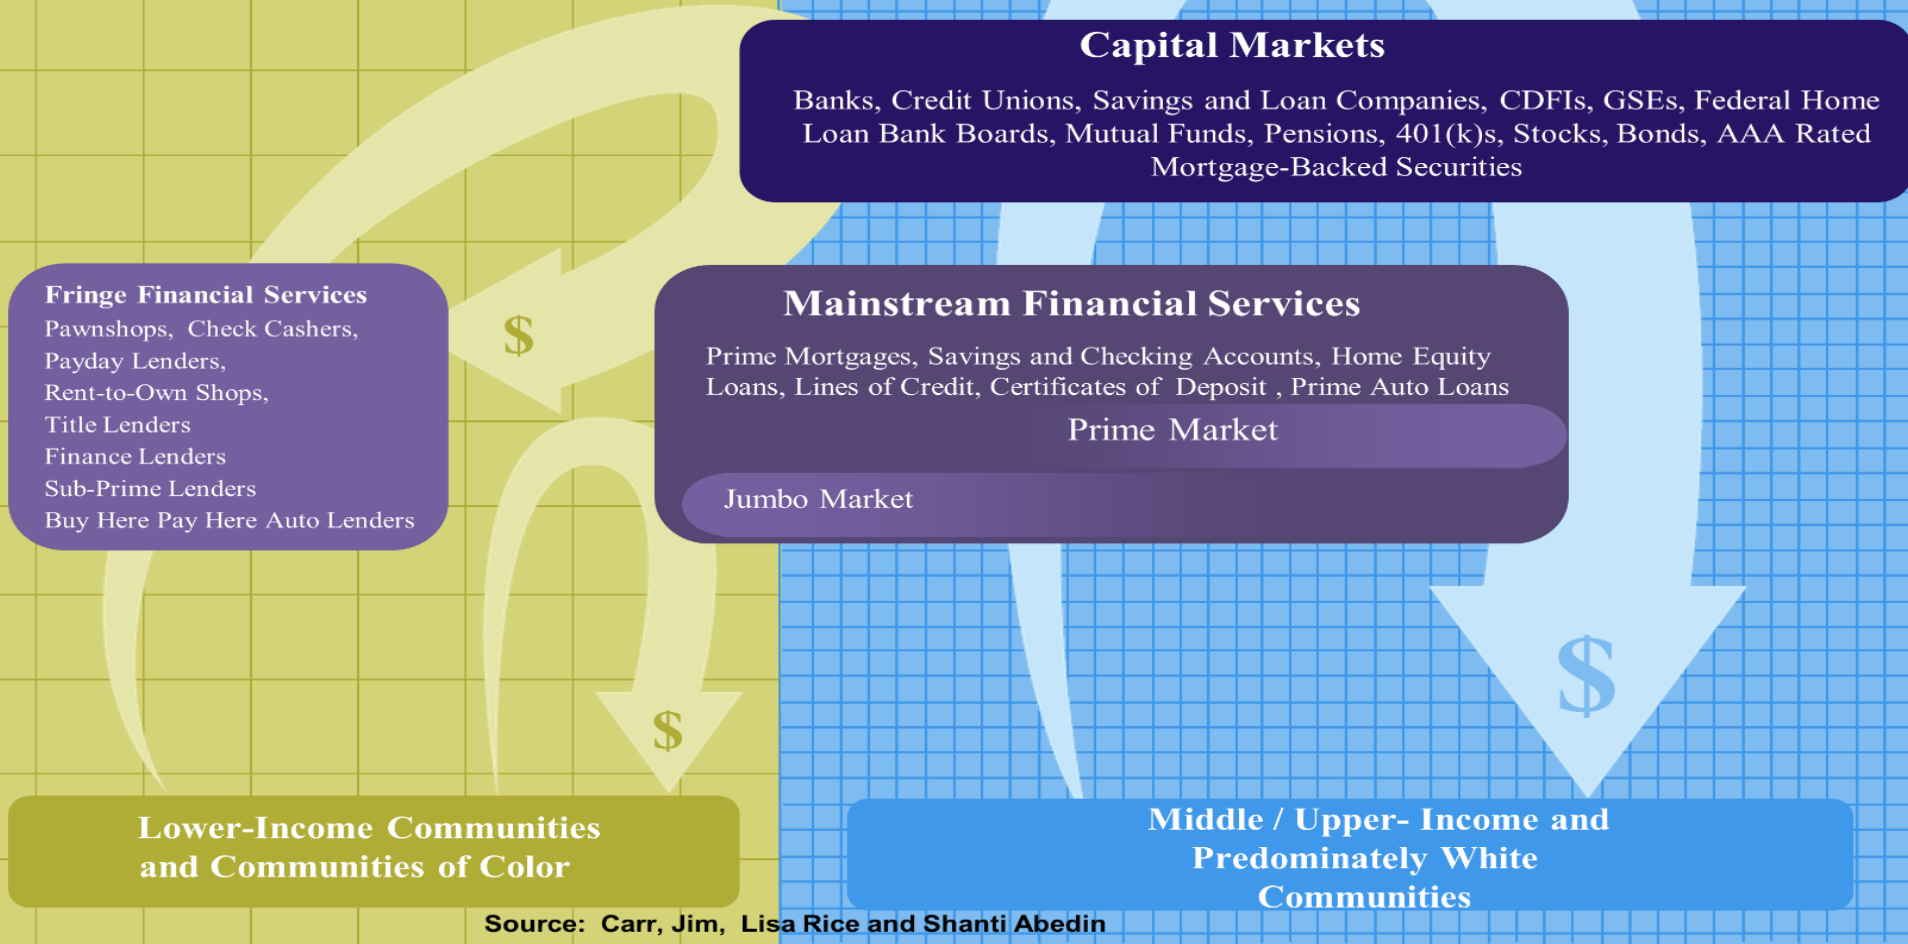 Capital Markets
Banks, Credit Unions, Savings and Loan Companies, CDFIs, GSEs, Federal Home
Loan Bank Boards, Mutual Funds, Pensions, 401(k)s, Stocks, Bonds, AAA Rated
Mortgage-Backed Securities
Fringe Financial Services
Pawnshops, Check Cashers,
Payday Lenders,
Rent-to-Own Shops,
Title Lenders
Finance Lenders
Sub-Prime Lenders
Buy Here Pay Here Auto Lenders
$
Mainstream Financial Services
Prime Mortgages, Savings and Checking Accounts, Home Equity
Loans, Lines of Credit, Certificates of Deposit , Prime Auto Loans
Prime Market
Jumbo Market
$
$
Lower-Income Communities
and Communities of Color
Middle / Upper- Income and
Predominately White
Communities
Source: Carr, Jim, Lisa Rice and Shanti Abedin